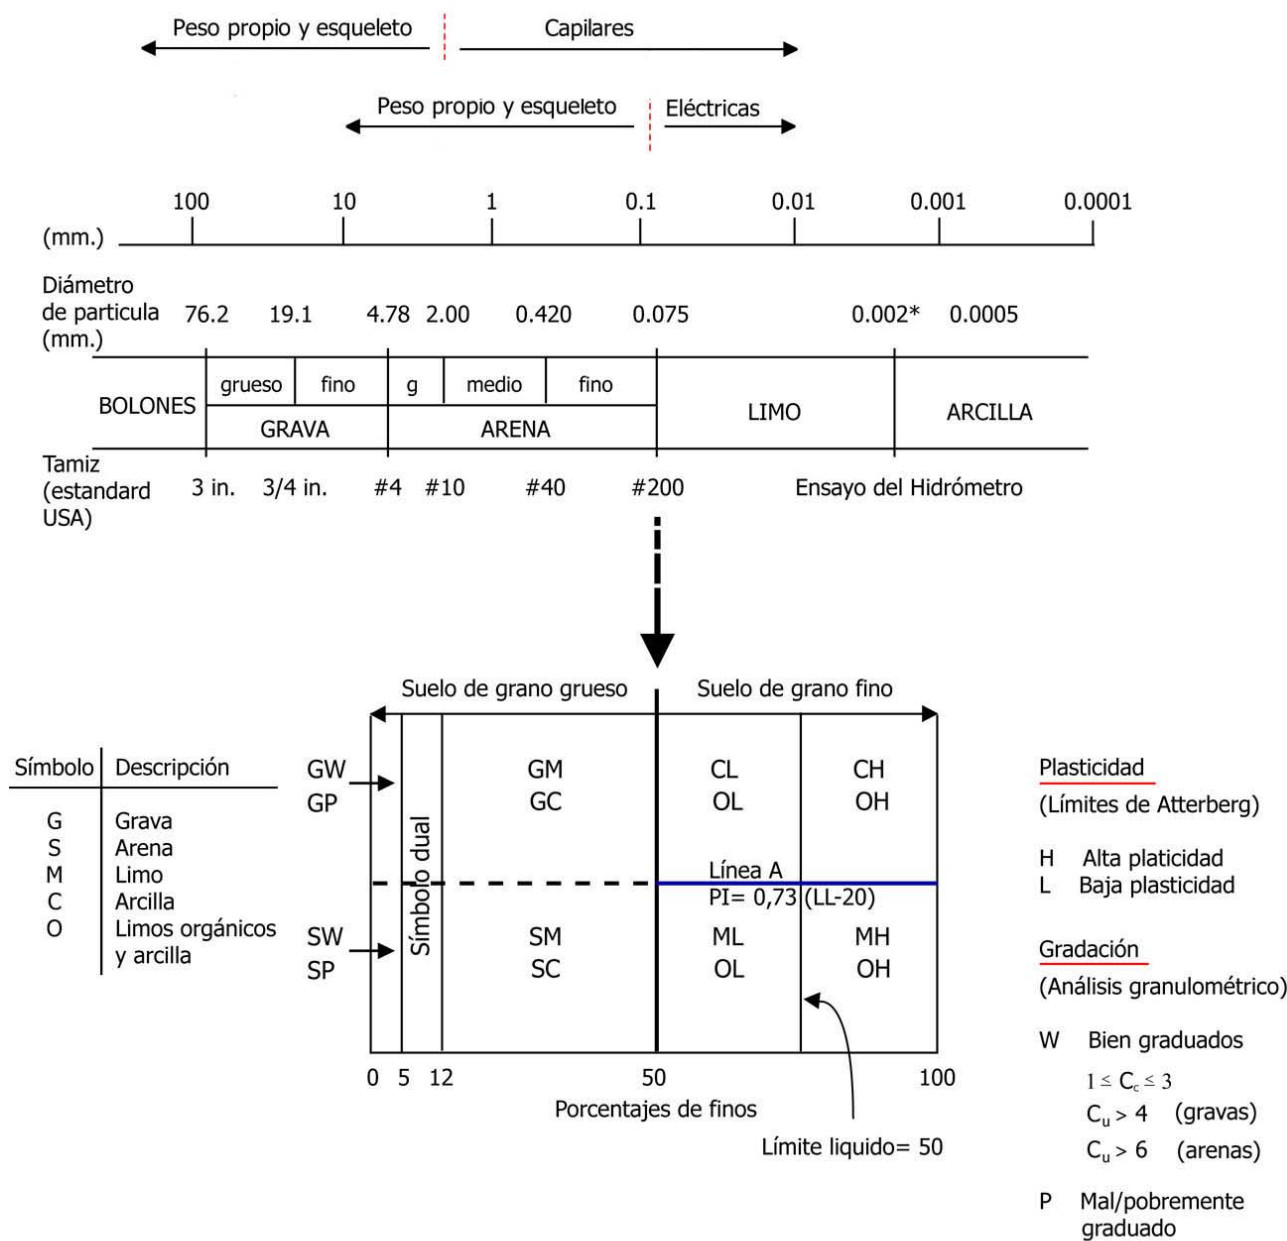 Peso propio y esqueleto Capilares
Peso propio y esqueleto Eléctricas
100 10 1 0.1 0.01 0.001 0.0001
(mm.)
Diámetro
de particula
(mm.)
76.2 19.1 4.78 2.00 0.420 0.075 0.002* 0.0005
grueso fino g medio fino
BOLONES GRAVA ARENA LIMO ARCILLA
Tamiz
(estandard
USA)
3 in. 3/4 in. #4 #10 #40 #200 Ensayo del Hidrómetro
Suelo de grano grueso Suelo de grano fino
Símbolo Descripción
G Grava
S Arena
M Limo
C Arcilla
O Limos orgánicos
y arcilla
GW
GP
SW
SP
Símbolo dual
GM
GC
CL
OL
CH
OH
Línea A
PI= 0,73 (LL-20)
SM
SC
ML
OL
MH
OH
0 5 12 50 100
Porcentajes de finos
Límite liquido= 50
Plasticidad
(Límites de Atterberg)
H Alta platicidad
L Baja plasticidad
Gradación
(Análisis granulométrico)
W Bien graduados
1 ≤ Cc ≤ 3
Cu > 4 (gravas)
Cu > 6 (arenas)
P Mal/pobremente
graduado